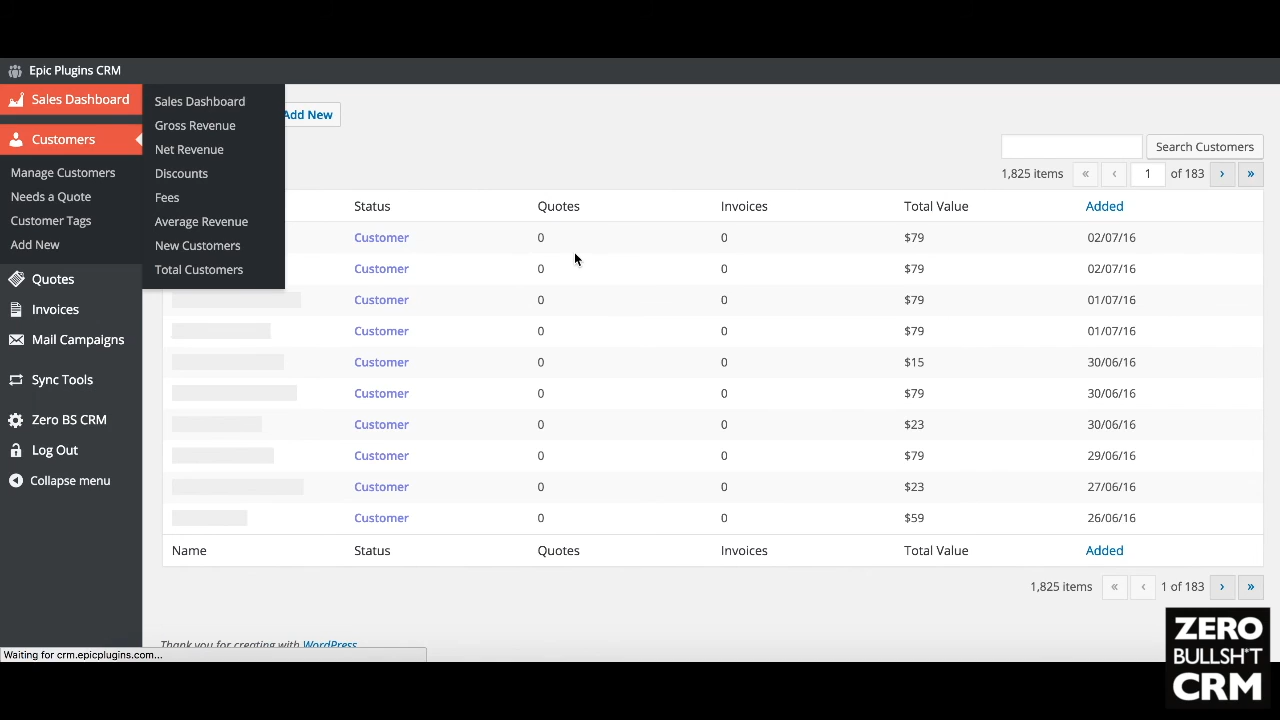 Epic Plugins CRM
Sales Dashboard
Customers
Manage Customers
Needs a Quote
Customer Tags
Add New
Quotes
Invoices
Mail Campaigns
Sync Tools
Zero BS CRM
Log Out
Collapse menu
Sales Dashboard
Gross Revenue
Net Revenue
Discounts
Fees
Average Revenue
New Customers
Total Customers
Add New
Search Customers
1,825 items « ‹ 1 of 183 › »
Status Quotes Invoices Total Value Added
Customer 0 0 $79 02/07/16
Customer 0 0 $79 02/07/16
Customer 0 0 $79 01/07/16
Customer 0 0 $79 01/07/16
Customer 0 0 $15 30/06/16
Customer 0 0 $79 30/06/16
Customer 0 0 $23 30/06/16
Customer 0 0 $79 29/06/16
Customer 0 0 $23 27/06/16
Customer 0 0 $59 26/06/16
Name Status Quotes Invoices Total Value Added
1,825 items « ‹ 1 of 183 › »
Thank you for creating with WordPress
Waiting for crm.epicplugins.com...
ZERO
BULLSH*T
CRM